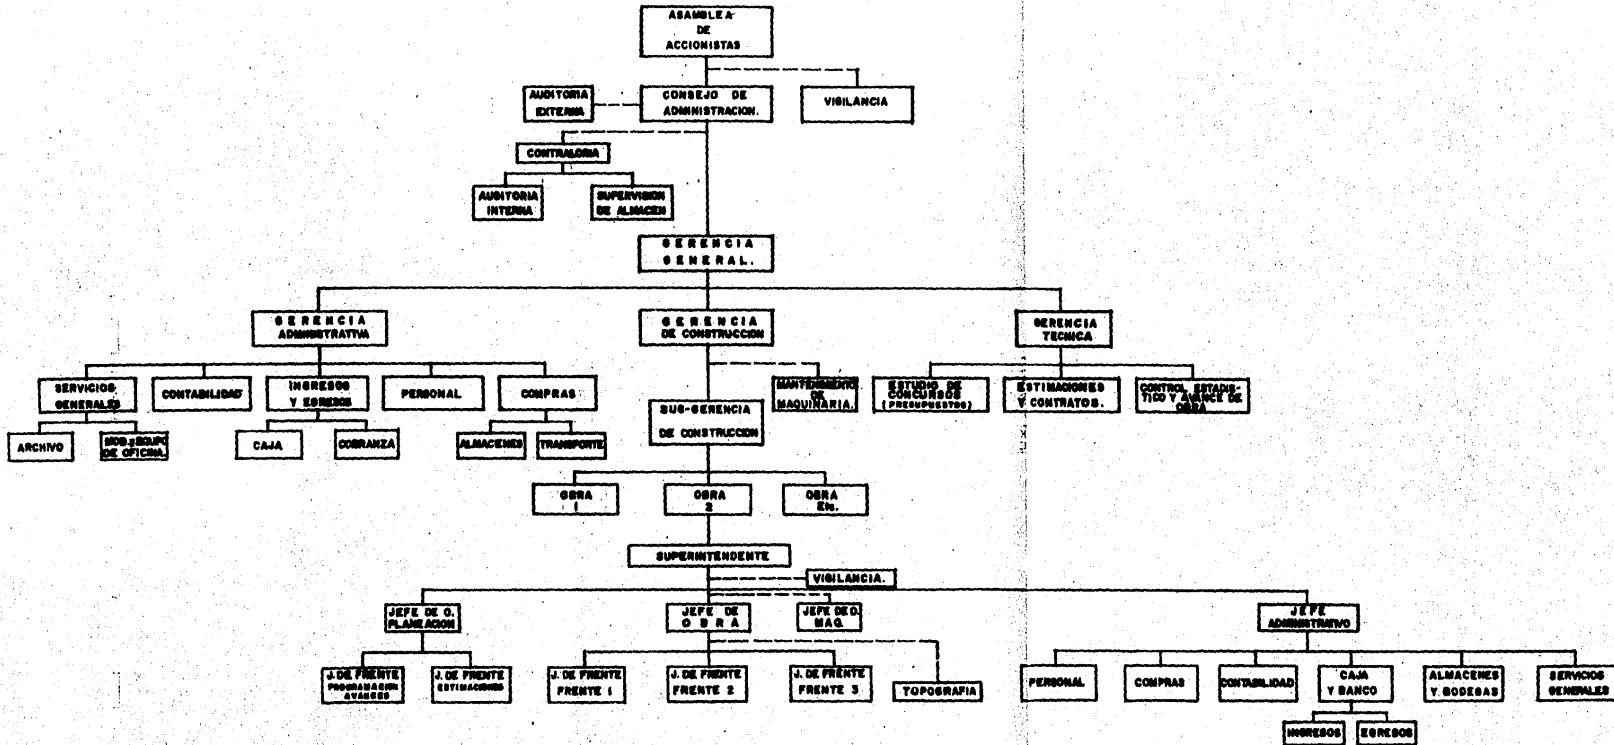 ASAMBLEA
DE
ACCIONISTAS
AUDITORIA
EXTERNA
CONSEJO DE
ADMINISTRACION.
VIGILANCIA
CONTRALORIA
AUDITORIA
INTERNA
SUPERVISION
DE ALMACEN
GERENCIA
GENERAL.
GERENCIA
ADMINISTRATIVA
GERENCIA
DE CONSTRUCCION
GERENCIA
TECNICA
SERVICIOS
GENERALES
CONTABILIDAD
INGRESOS
Y EGRESOS
PERSONAL
COMPRAS
MANTENIMIENTO
DE
MAQUINARIA.
ESTUDIO DE
CONCURSOS
(PRESUPUESTOS)
ESTIMACIONES
Y CONTRATOS.
CONTROL ESTADIS-
TICO Y AVANCE DE
OBRA
ARCHIVO
MOB. y EQUIPO
DE OFICINA.
CAJA
COBRANZA
ALMACENES
TRANSPORTE
SUB-GERENCIA
DE CONSTRUCCION
OBRA
1
OBRA
2
OBRA
Etc.
SUPERINTENDENTE
VIGILANCIA.
JEFE DE O.
PLANEACION
JEFE DE
OBRA
JEFE DE O.
MAQ.
JEFE
ADMINISTRATIVO
J. DE FRENTE
PROGRAMACION
AVANCES
J. DE FRENTE
ESTIMACIONES
J. DE FRENTE
FRENTE 1
J. DE FRENTE
FRENTE 2
J. DE FRENTE
FRENTE 3
TOPOGRAFIA
PERSONAL
COMPRAS
CONTABILIDAD
CAJA
Y BANCO
ALMACENES
Y BODEGAS
SERVICIOS
GENERALES
INGRESOS
EGRESOS